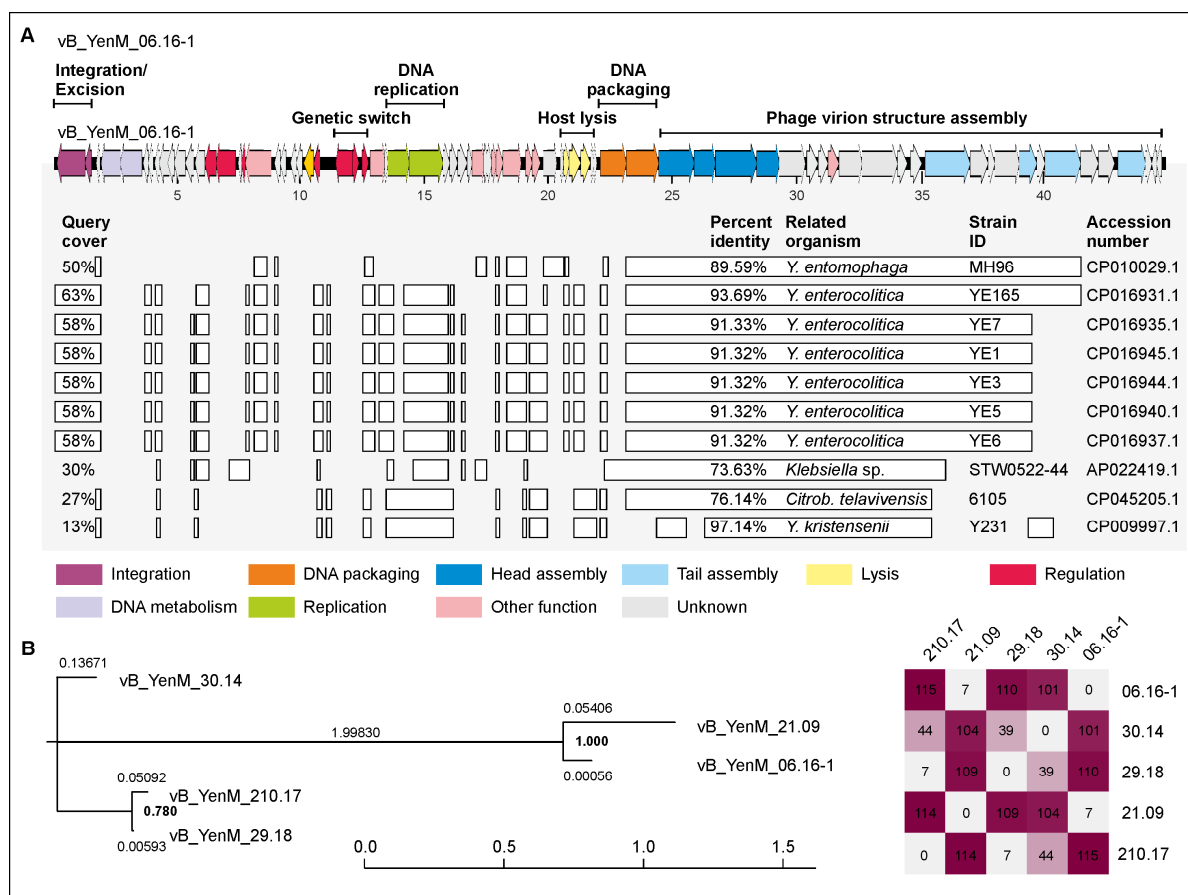 A
vB_YenM_06.16-1
Integration/
Excision
DNA
replication
DNA
packaging
Genetic switch
Host lysis
Phage virion structure assembly
vB_YenM_06.16-1
5 10 15 20 25 30 35 40
Query
cover
Percent
identity
Related
organism
Strain
ID
Accession
number
50% 89.59% Y. entomophaga MH96 CP010029.1
63% 93.69% Y. enterocolitica YE165 CP016931.1
58% 91.33% Y. enterocolitica YE7 CP016935.1
58% 91.32% Y. enterocolitica YE1 CP016945.1
58% 91.32% Y. enterocolitica YE3 CP016944.1
58% 91.32% Y. enterocolitica YE5 CP016940.1
58% 91.32% Y. enterocolitica YE6 CP016937.1
30% 73.63% Klebsiella sp. STW0522-44 AP022419.1
27% 76.14% Citrob. telavivensis 6105 CP045205.1
13% 97.14% Y. kristensenii Y231 CP009997.1
Integration DNA packaging Head assembly Tail assembly Lysis Regulation
DNA metabolism Replication Other function Unknown
B
0.13671
vB_YenM_30.14
1.99830
0.05406
vB_YenM_21.09
1.000
vB_YenM_06.16-1
0.00056
0.05092
vB_YenM_210.17
0.780
vB_YenM_29.18
0.00593
0.0 0.5 1.0 1.5
210.17 21.09 29.18 30.14 06.16-1
115 7 110 101 0 06.16-1
44 104 39 0 101 30.14
7 109 0 39 110 29.18
114 0 109 104 7 21.09
0 114 7 44 115 210.17